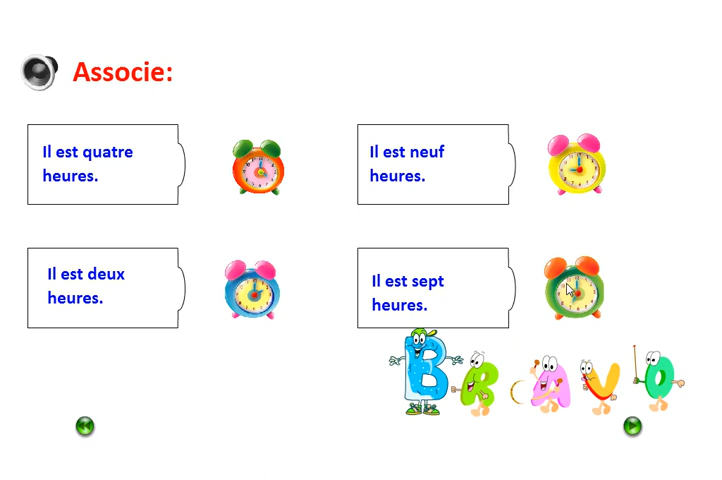 Associe:
Il est quatre
heures.
Il est neuf
heures.
Il est deux
heures.
Il est sept
heures.
BRAVO